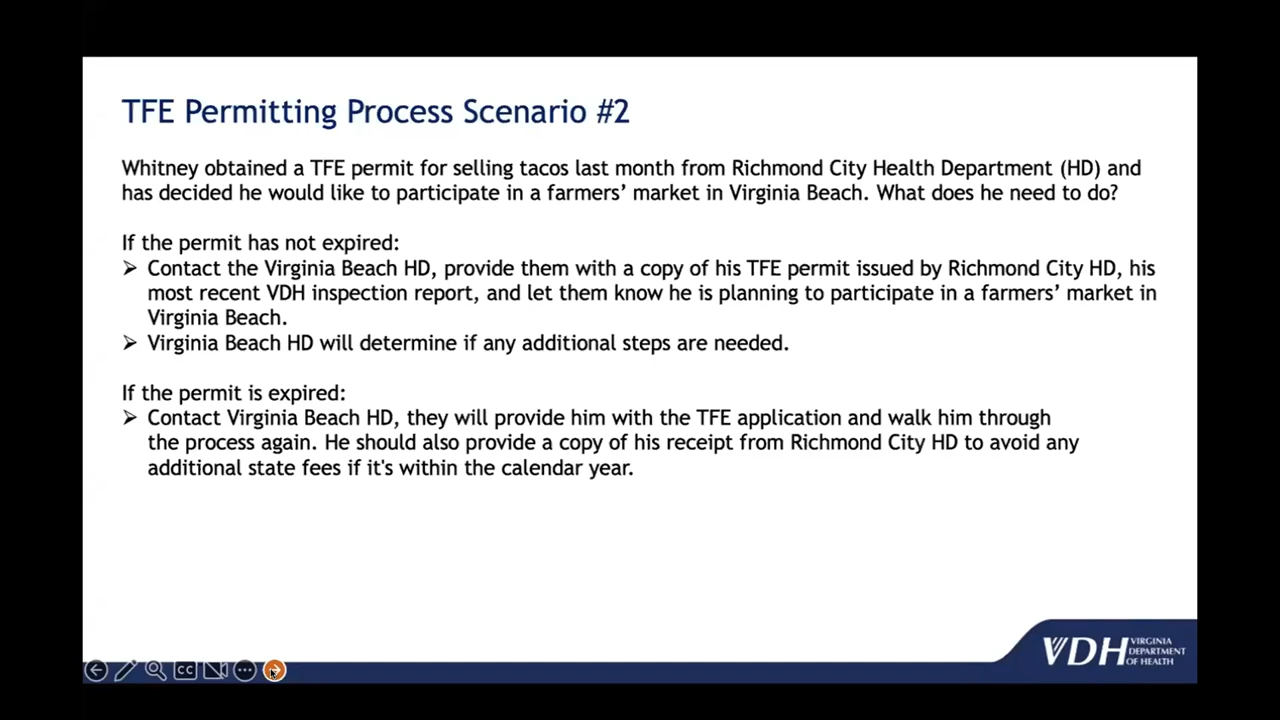 TFE Permitting Process Scenario #2
Whitney obtained a TFE permit for selling tacos last month from Richmond City Health Department (HD) and
has decided he would like to participate in a farmers’ market in Virginia Beach. What does he need to do?
If the permit has not expired:
➢ Contact the Virginia Beach HD, provide them with a copy of his TFE permit issued by Richmond City HD, his
most recent VDH inspection report, and let them know he is planning to participate in a farmers’ market in
Virginia Beach.
➢ Virginia Beach HD will determine if any additional steps are needed.
If the permit is expired:
➢ Contact Virginia Beach HD, they will provide him with the TFE application and walk him through
the process again. He should also provide a copy of his receipt from Richmond City HD to avoid any
additional state fees if it's within the calendar year.
CC
VDH VIRGINIA
DEPARTMENT
OF HEALTH